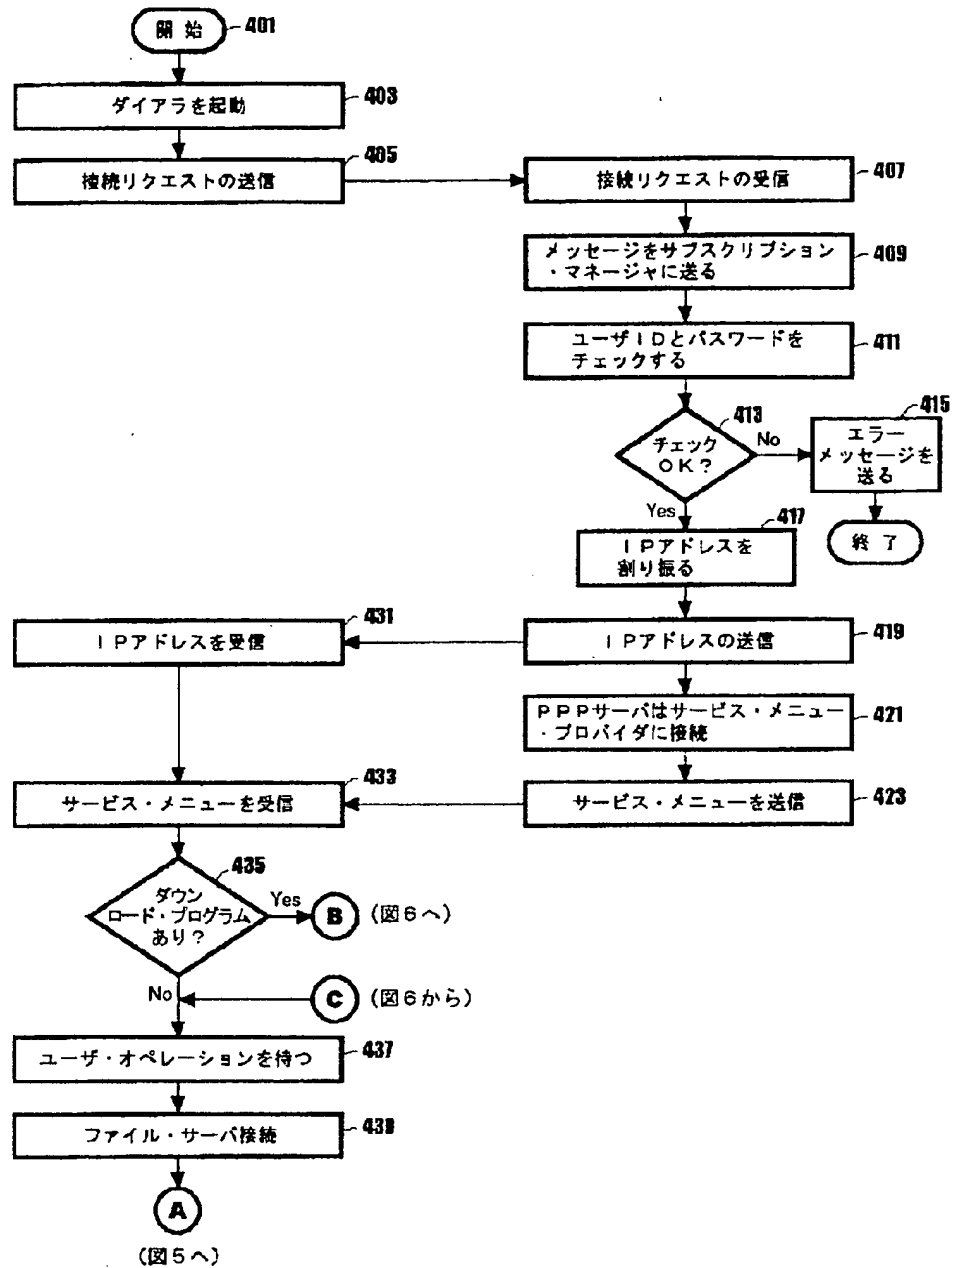 開始
401
ダイアラを起動
403
接続リクエストの送信
405
接続リクエストの受信
407
メッセージをサブスクリプション
・マネージャに送る
409
ユーザIDとパスワードを
チェックする
411
チェック
OK?
413
No
Yes
エラー
メッセージを
送る
415
終了
IPアドレスを
割り振る
417
IPアドレスの送信
419
IPアドレスを受信
431
PPPサーバはサービス・メニュー
・プロバイダに接続
421
サービス・メニューを送信
423
サービス・メニューを受信
433
ダウン
ロード・プログラム
あり?
435
Yes
B
(図6へ)
No
C
(図6から)
ユーザ・オペレーションを待つ
437
ファイル・サーバ接続
A
(図5へ)